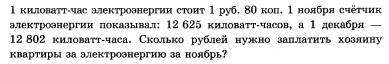 1 киловатт-час электроэнергии стоит 1 руб. 80 коп. 1 ноября счётчик
электроэнергии показывал: 12 625 киловатт-часов, а 1 декабря —
12 802 киловатт-часа. Сколько рублей нужно заплатить хозяину
квартиры за электроэнергию за ноябрь?